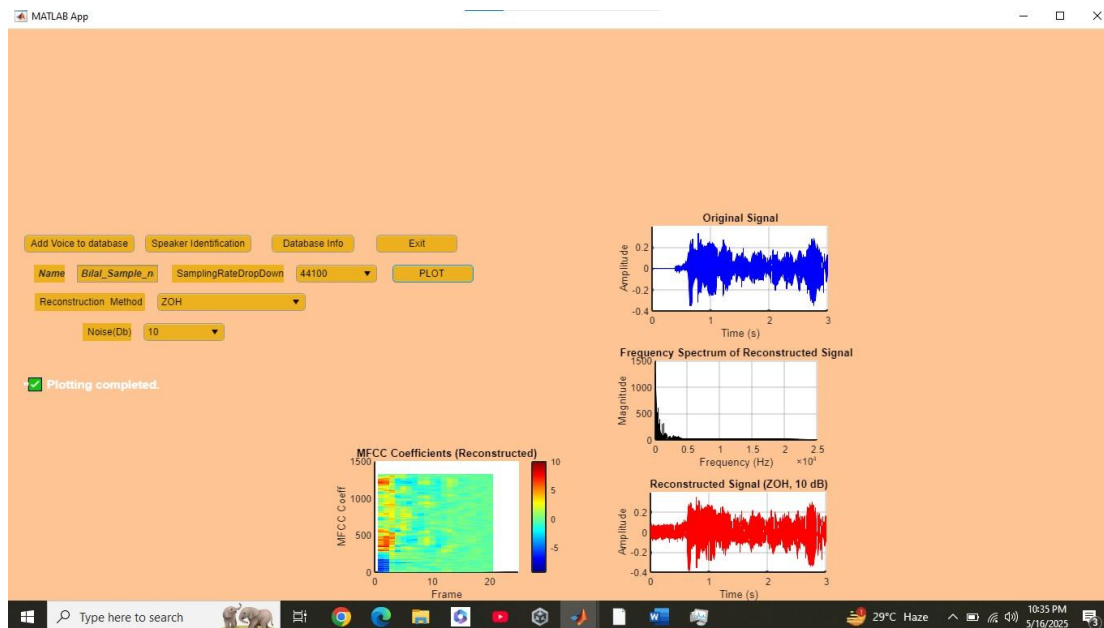 MATLAB App
Add Voice to database Speaker Identification Database Info Exit
Name Bilal_Sample_n SamplingRateDropDown 44100 PLOT
Reconstruction Method ZOH
Noise(Db) 10
Plotting completed.
Original Signal
Amplitude
0.2
0
-0.2
-0.4
0 1 2 3
Time (s)
Frequency Spectrum of Reconstructed Signal
Magnitude
1500
1000
500
0
0 0.5 1 1.5 2 2.5
Frequency (Hz) ×10⁴
MFCC Coefficients (Reconstructed)
MFCC Coeff
1500
1000
500
0
0 10 20
Frame
10
5
0
-5
Reconstructed Signal (ZOH, 10 dB)
Amplitude
0.2
0
-0.2
-0.4
0 1 2 3
Time (s)
Type here to search
29°C Haze
10:35 PM
5/16/2025